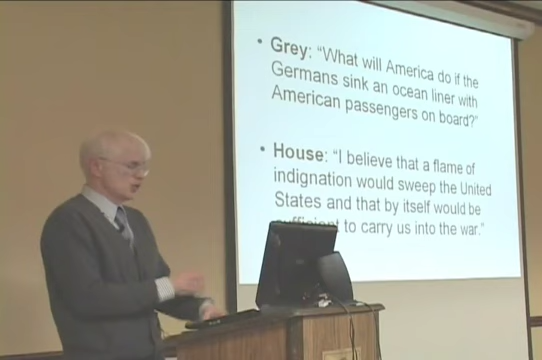 • Grey: “What will America do if the
Germans sink an ocean liner with
American passengers on board?”
• House: “I believe that a flame of
indignation would sweep the United
States and that by itself would be
sufficient to carry us into the war.”